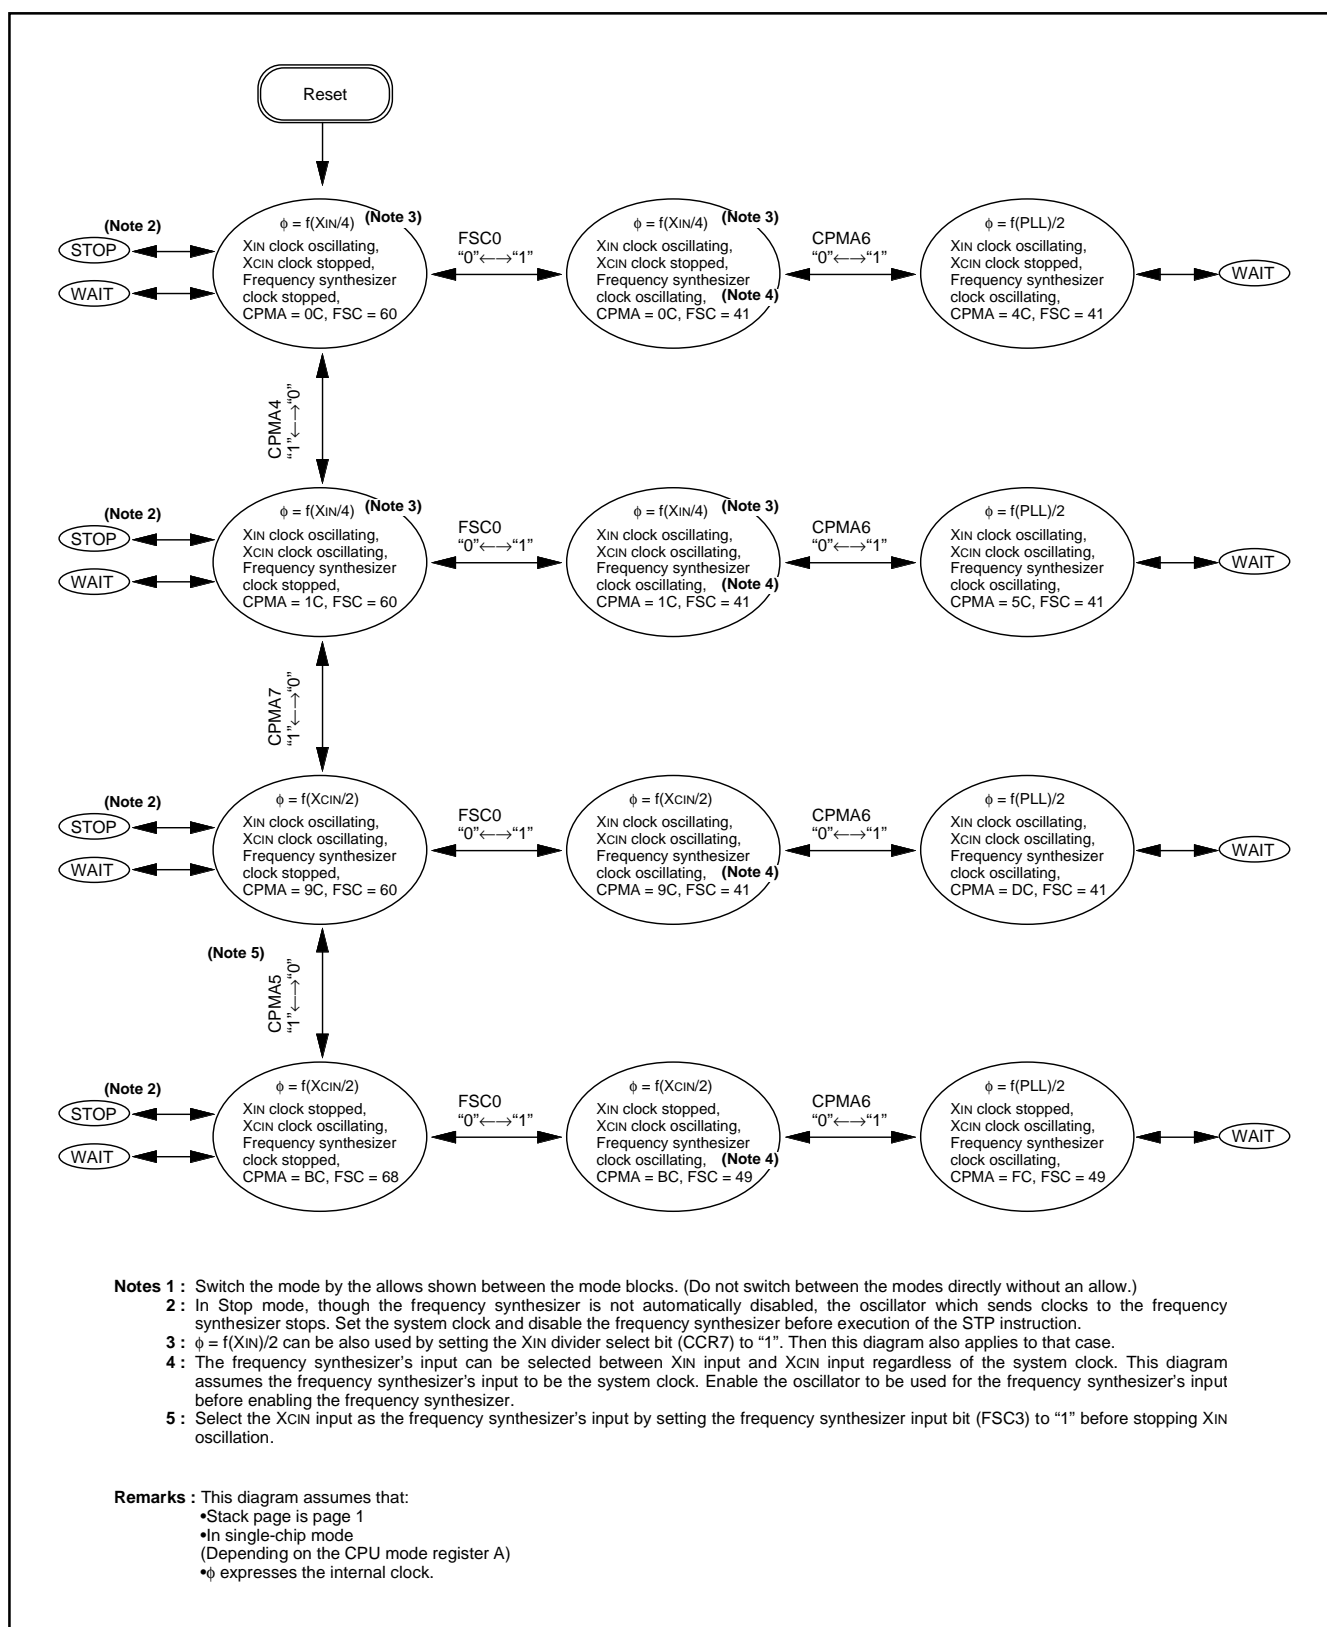 Reset
(Note 2)
STOP
WAIT
φ = f(XIN/4) (Note 3)
XIN clock oscillating,
XCIN clock stopped,
Frequency synthesizer
clock stopped,
CPMA = 0C, FSC = 60
FSC0
“0”←→“1”
φ = f(XIN/4) (Note 3)
XIN clock oscillating,
XCIN clock stopped,
Frequency synthesizer
clock oscillating, (Note 4)
CPMA = 0C, FSC = 41
CPMA6
“0”←→“1”
φ = f(PLL)/2
XIN clock oscillating,
XCIN clock stopped,
Frequency synthesizer
clock oscillating,
CPMA = 4C, FSC = 41
WAIT
CPMA4
“1”←→“0”
(Note 2)
STOP
WAIT
φ = f(XIN/4) (Note 3)
XIN clock oscillating,
XCIN clock oscillating,
Frequency synthesizer
clock stopped,
CPMA = 1C, FSC = 60
FSC0
“0”←→“1”
φ = f(XIN/4) (Note 3)
XIN clock oscillating,
XCIN clock oscillating,
Frequency synthesizer
clock oscillating, (Note 4)
CPMA = 1C, FSC = 41
CPMA6
“0”←→“1”
φ = f(PLL)/2
XIN clock oscillating,
XCIN clock oscillating,
Frequency synthesizer
clock oscillating,
CPMA = 5C, FSC = 41
WAIT
CPMA7
“1”←→“0”
(Note 2)
STOP
WAIT
φ = f(XCIN/2)
XIN clock oscillating,
XCIN clock oscillating,
Frequency synthesizer
clock stopped,
CPMA = 9C, FSC = 60
FSC0
“0”←→“1”
φ = f(XCIN/2)
XIN clock oscillating,
XCIN clock oscillating,
Frequency synthesizer
clock oscillating, (Note 4)
CPMA = 9C, FSC = 41
CPMA6
“0”←→“1”
φ = f(PLL)/2
XIN clock oscillating,
XCIN clock oscillating,
Frequency synthesizer
clock oscillating,
CPMA = DC, FSC = 41
WAIT
(Note 5)
CPMA5
“1”←→“0”
(Note 2)
STOP
WAIT
φ = f(XCIN/2)
XIN clock stopped,
XCIN clock oscillating,
Frequency synthesizer
clock stopped,
CPMA = BC, FSC = 68
FSC0
“0”←→“1”
φ = f(XCIN/2)
XIN clock stopped,
XCIN clock oscillating,
Frequency synthesizer
clock oscillating, (Note 4)
CPMA = BC, FSC = 49
CPMA6
“0”←→“1”
φ = f(PLL)/2
XIN clock stopped,
XCIN clock oscillating,
Frequency synthesizer
clock oscillating,
CPMA = FC, FSC = 49
WAIT
Notes 1 : Switch the mode by the allows shown between the mode blocks. (Do not switch between the modes directly without an allow.)
2 : In Stop mode, though the frequency synthesizer is not automatically disabled, the oscillator which sends clocks to the frequency
synthesizer stops. Set the system clock and disable the frequency synthesizer before execution of the STP instruction.
3 : φ = f(XIN)/2 can be also used by setting the XIN divider select bit (CCR7) to “1”. Then this diagram also applies to that case.
4 : The frequency synthesizer’s input can be selected between XIN input and XCIN input regardless of the system clock. This diagram
assumes the frequency synthesizer’s input to be the system clock. Enable the oscillator to be used for the frequency synthesizer’s input
before enabling the frequency synthesizer.
5 : Select the XCIN input as the frequency synthesizer’s input by setting the frequency synthesizer input bit (FSC3) to “1” before stopping XIN
oscillation.
Remarks : This diagram assumes that:
•Stack page is page 1
•In single-chip mode
(Depending on the CPU mode register A)
•φ expresses the internal clock.